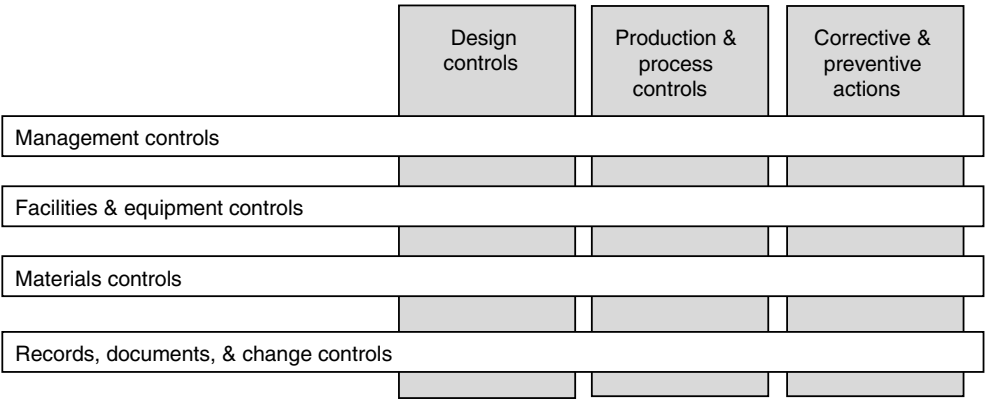 Design
controls
Production &
process
controls
Corrective &
preventive
actions
Management controls
Facilities & equipment controls
Materials controls
Records, documents, & change controls